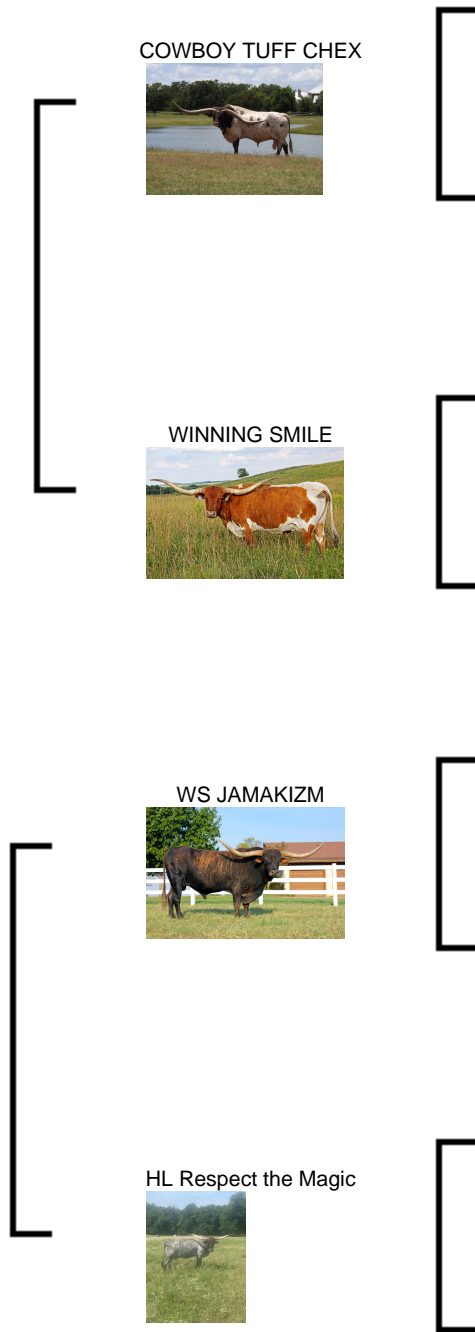 COWBOY TUFF CHEX
WINNING SMILE
WS JAMAKIZM
HL Respect the Magic